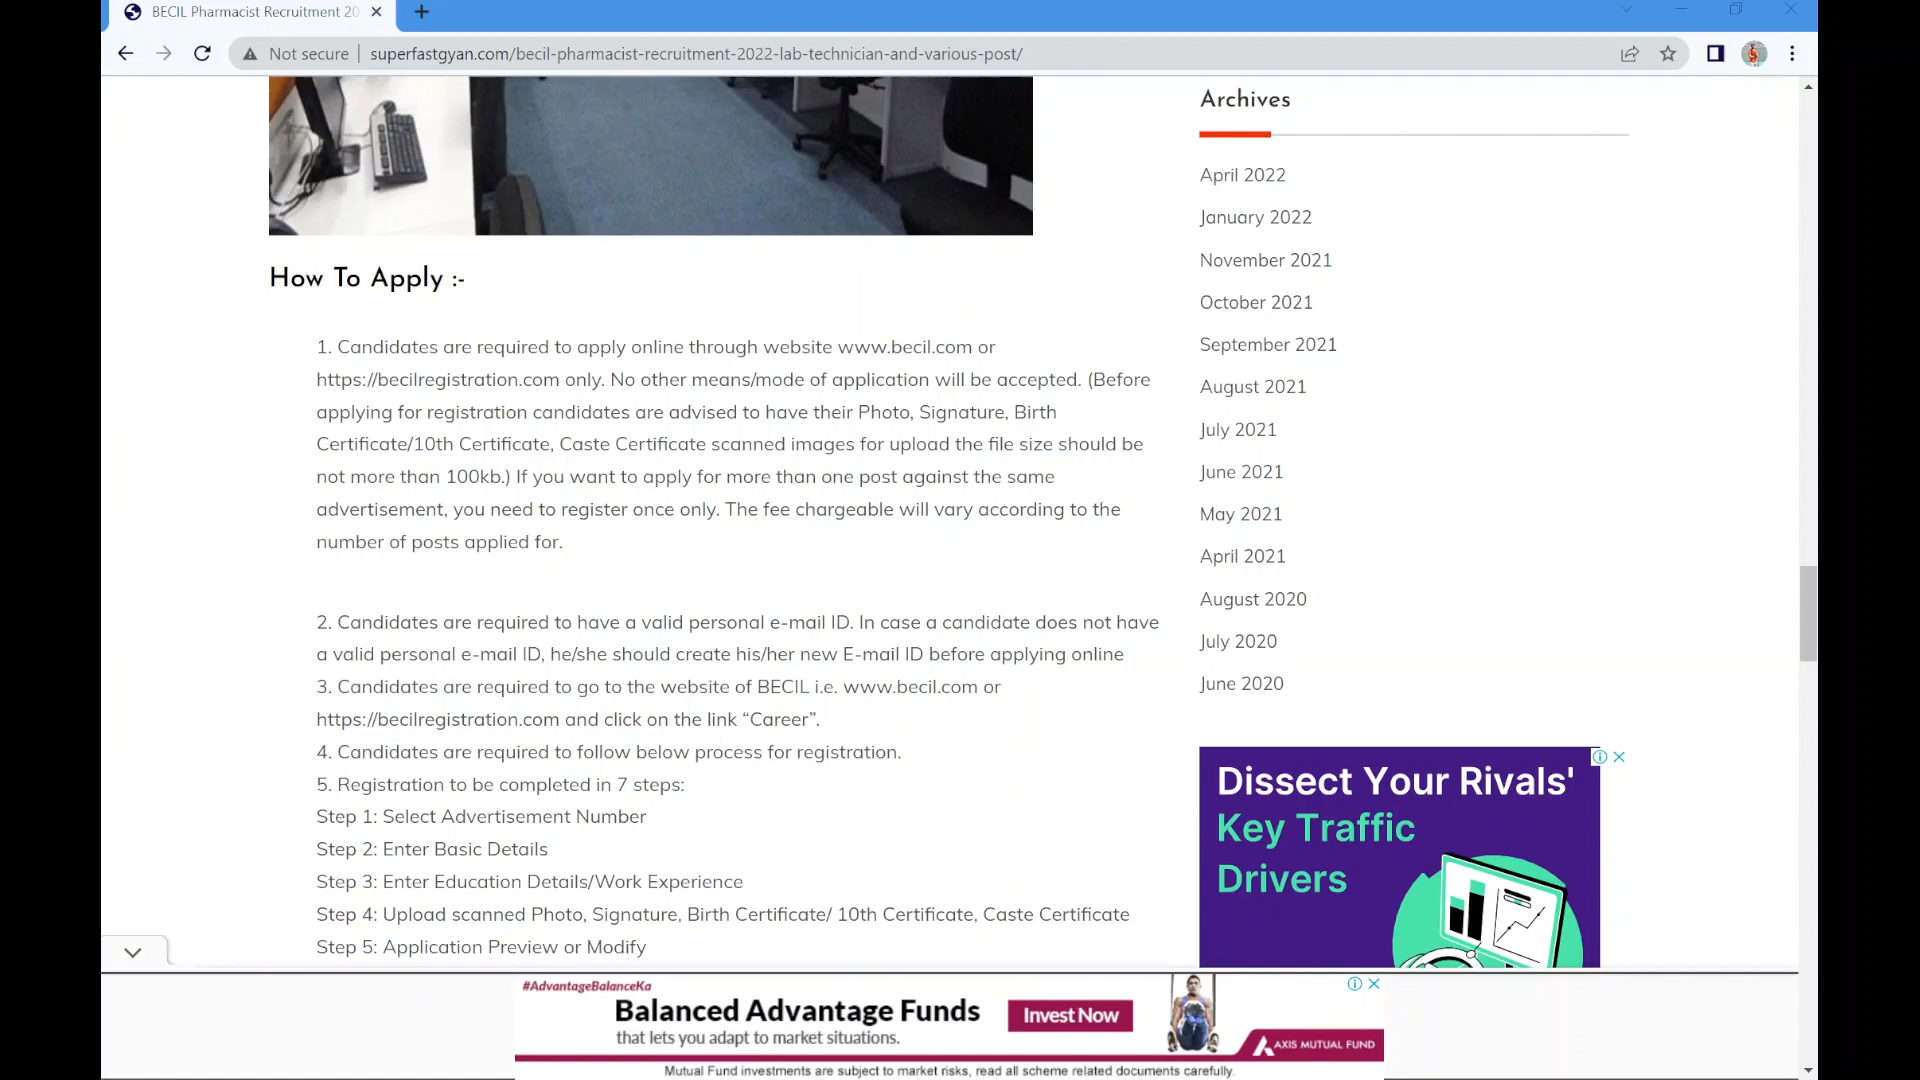 BECIL Pharmacist Recruitment 20
Not secure
superfastgyan.com/becil-pharmacist-recruitment-2022-lab-technician-and-various-post/
How To Apply :-
1. Candidates are required to apply online through website www.becil.com or
https://becilregistration.com only. No other means/mode of application will be accepted. (Before
applying for registration candidates are advised to have their Photo, Signature, Birth
Certificate/10th Certificate, Caste Certificate scanned images for upload the file size should be
not more than 100kb.) If you want to apply for more than one post against the same
advertisement, you need to register once only. The fee chargeable will vary according to the
number of posts applied for.
2. Candidates are required to have a valid personal e-mail ID. In case a candidate does not have
a valid personal e-mail ID, he/she should create his/her new E-mail ID before applying online
3. Candidates are required to go to the website of BECIL i.e. www.becil.com or
https://becilregistration.com and click on the link “Career”.
4. Candidates are required to follow below process for registration.
5. Registration to be completed in 7 steps:
Step 1: Select Advertisement Number
Step 2: Enter Basic Details
Step 3: Enter Education Details/Work Experience
Step 4: Upload scanned Photo, Signature, Birth Certificate/ 10th Certificate, Caste Certificate
Step 5: Application Preview or Modify
Archives
April 2022
January 2022
November 2021
October 2021
September 2021
August 2021
July 2021
June 2021
May 2021
April 2021
August 2020
July 2020
June 2020
Dissect Your Rivals'
Key Traffic
Drivers
#AdvantageBalanceKa
Balanced Advantage Funds
that lets you adapt to market situations.
Invest Now
AXIS MUTUAL FUND
Mutual Fund investments are subject to market risks, read all scheme related documents carefully.